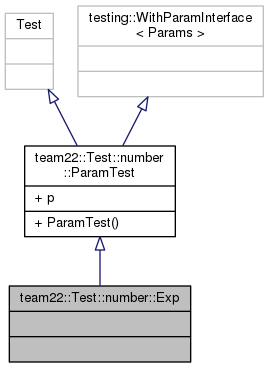 Test
testing::WithParamInterface
< Params >
team22::Test::number
::ParamTest
+ p
+ ParamTest()
team22::Test::number::Exp